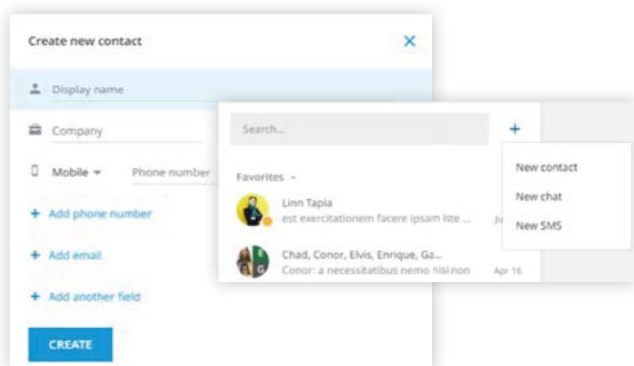 Create new contact
Display name
Company
Mobile
Phone number
+ Add phone number
+ Add email
+ Add another field
CREATE
Search...
+
New contact
New chat
New SMS
Favorites
Linn Tapia
est exercitationem facere ipsam iste ...
Chad, Conor, Elvis, Enrique, Ga...
Conor: a necessitatibus nemo nisi non
Apr 16
E
G